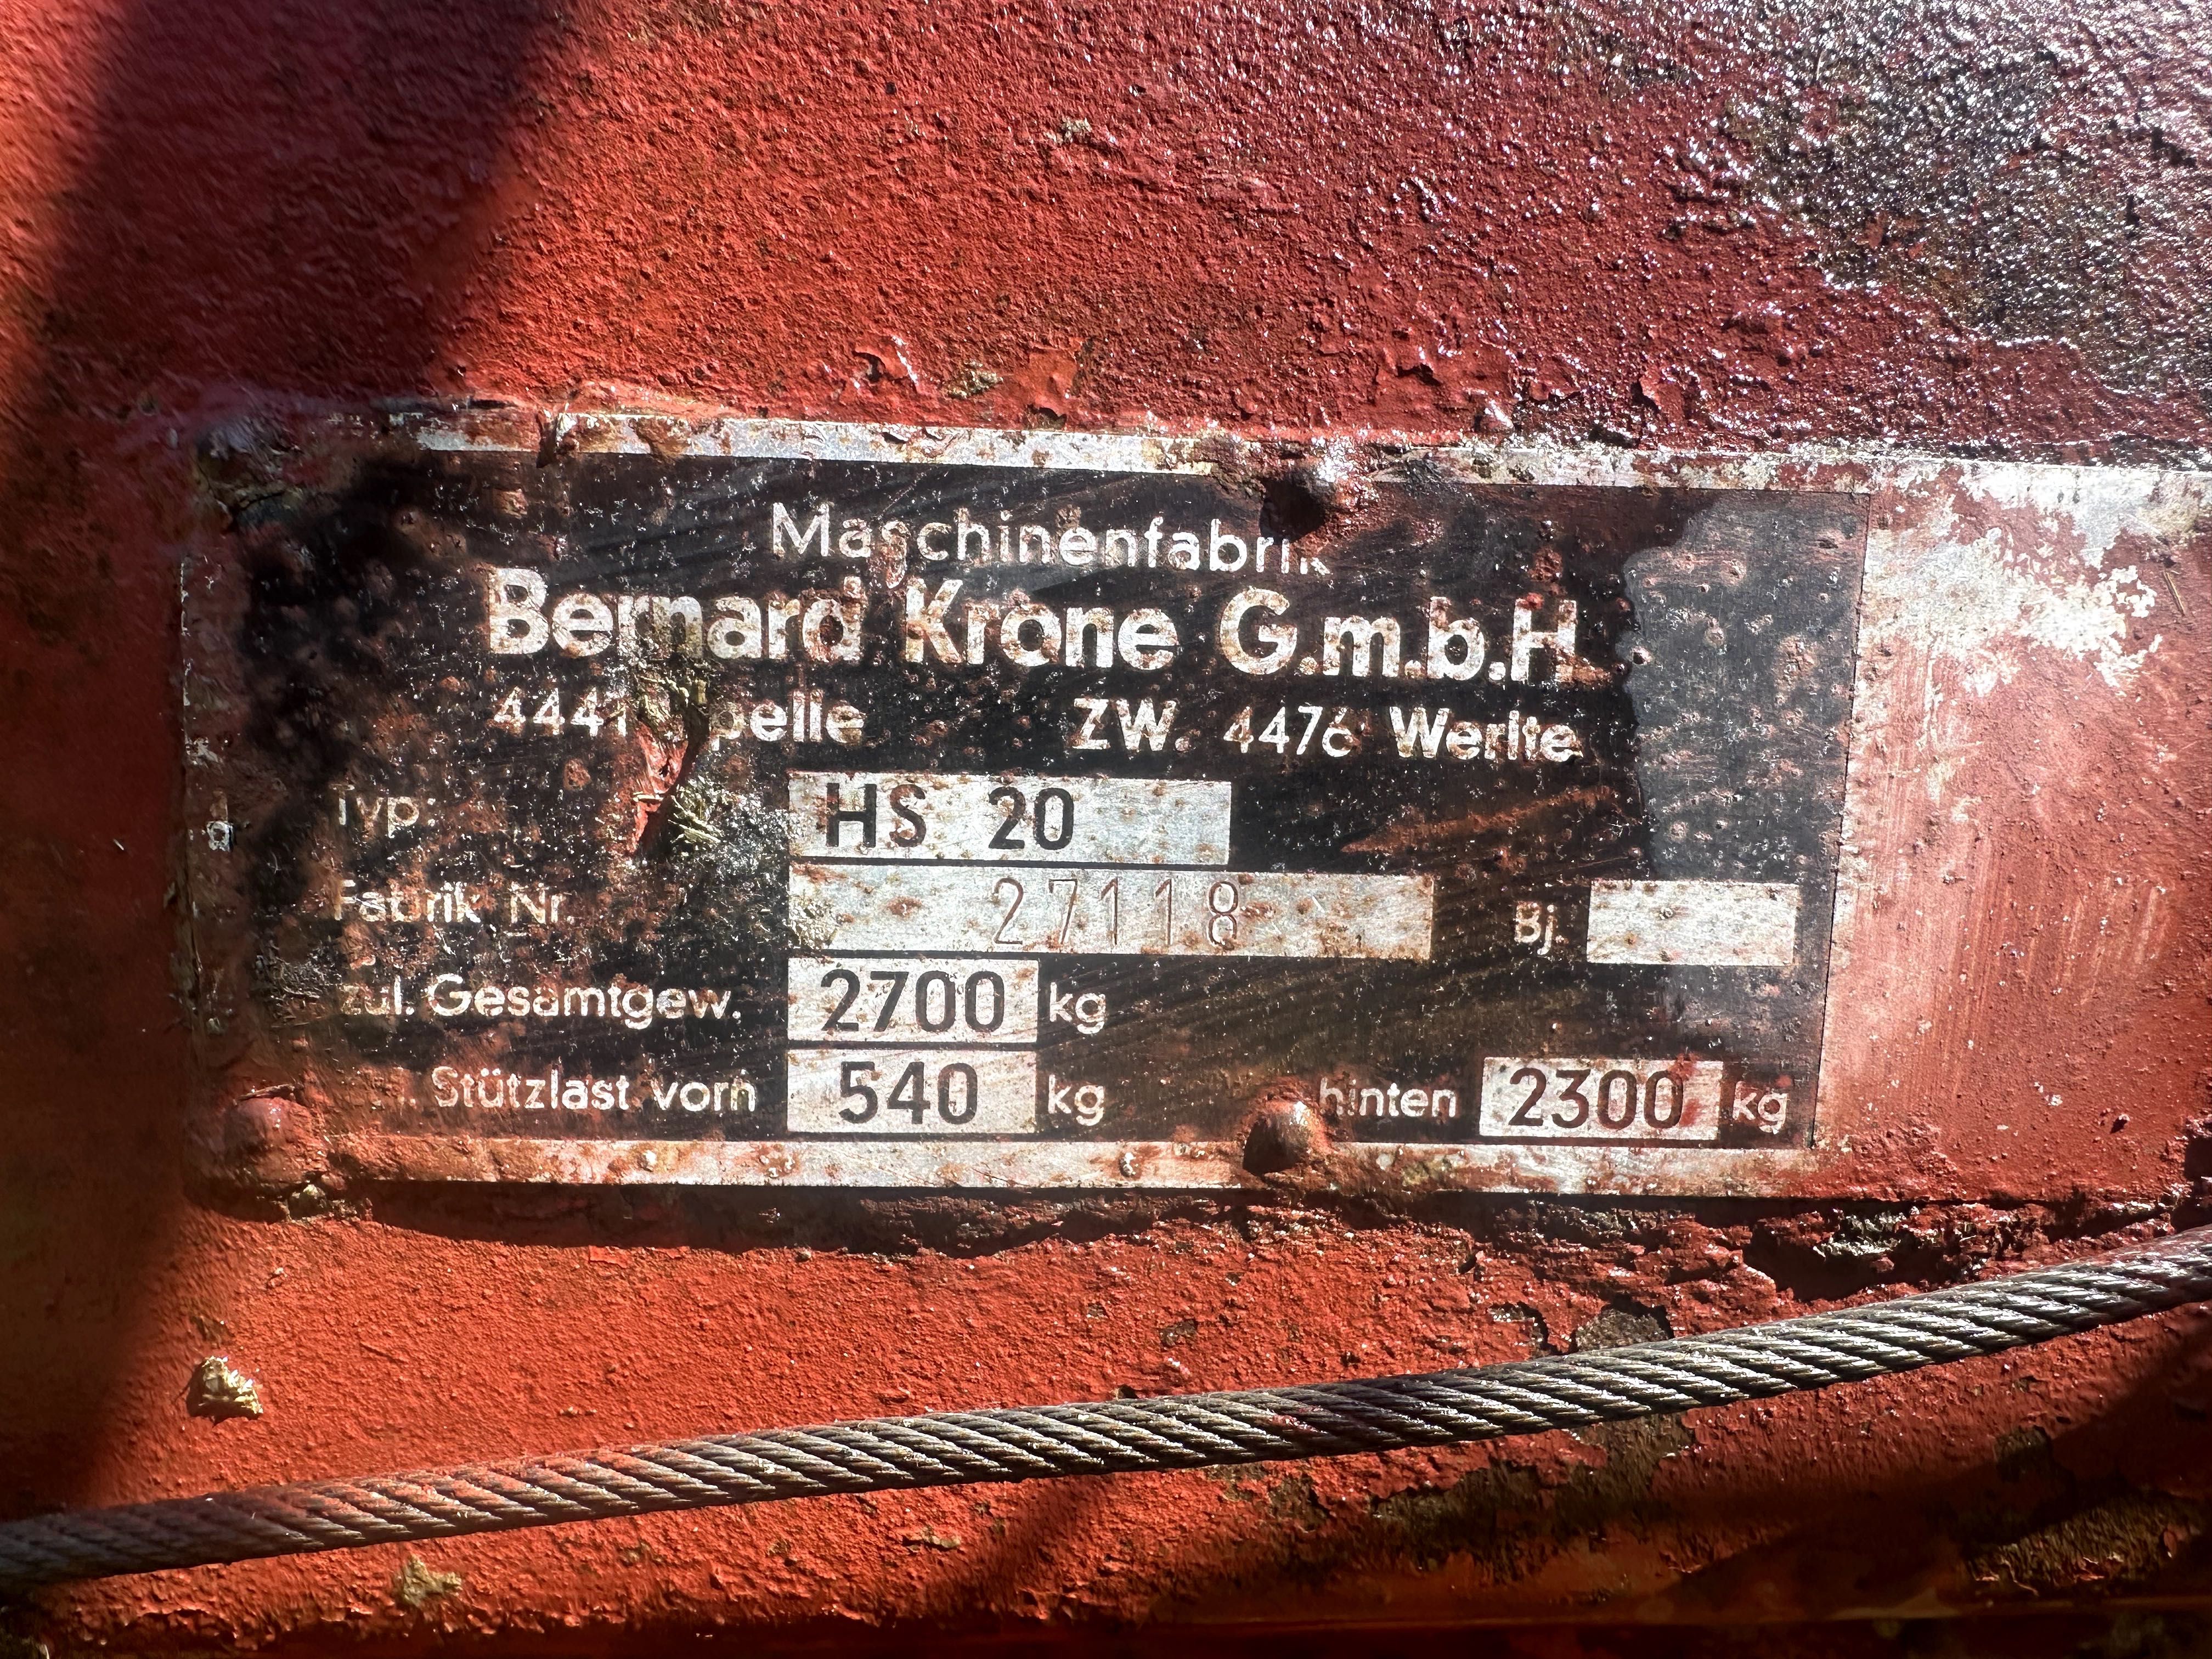 Maschinenfabrik
Bernard Krone G.m.b.H.
4441 ZW. 4476 Werlte
Typ: HS 20
Fabrik Nr. 27118 Bj.
zul. Gesamtgew. 2700 kg
Stützlast vorn 540 kg hinten 2300 kg